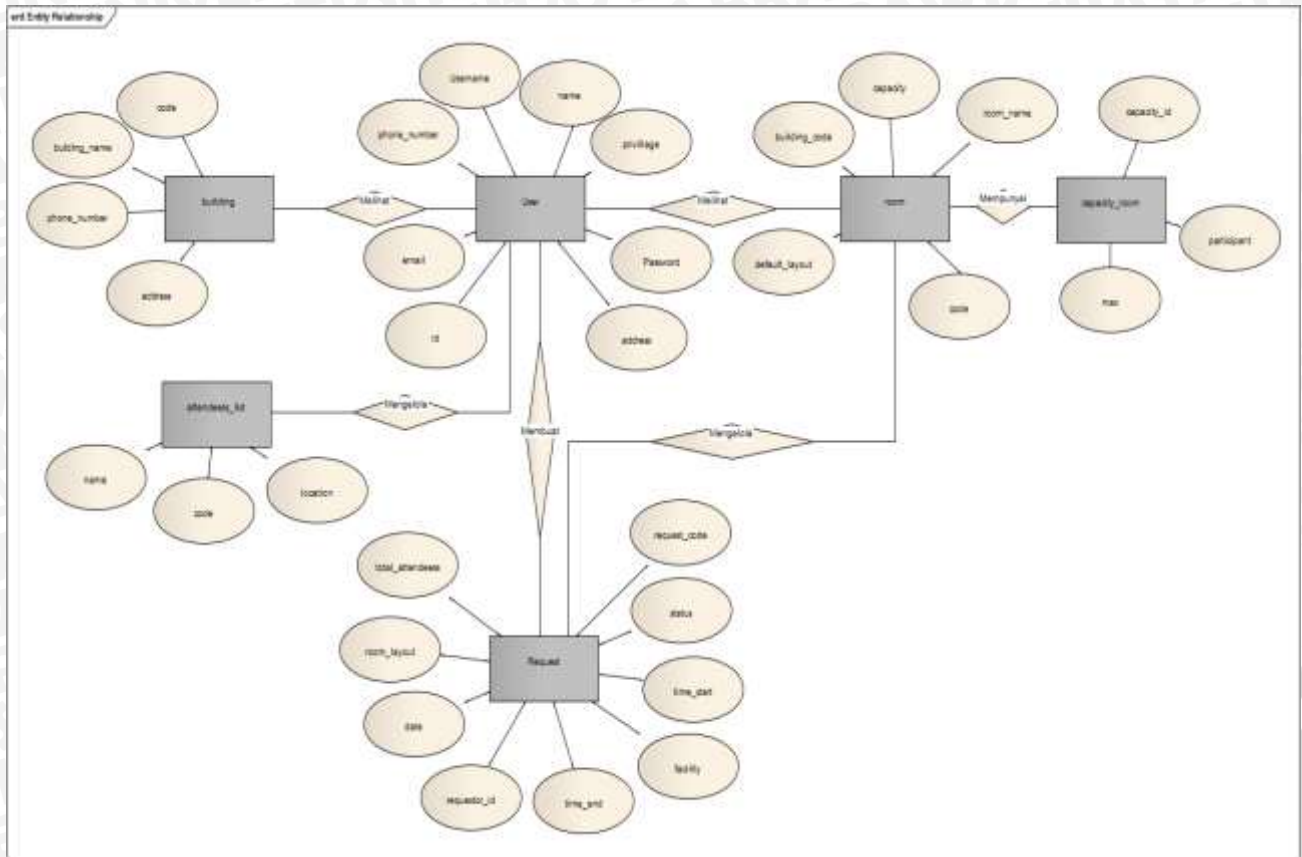 ent Entity Relationship
Username
name
capacity
code
room_name
capacity_id
phone_number
building_code
building_name
priviliage
building
Melihat
User
Melihat
room
Mempunyai
capacity_room
phone_number
participant
email
Password
default_layout
address
max
code
id
address
attendees_list
Mengelola
Membuat
Mengelola
name
location
code
request_code
total_attendees
status
room_layout
Request
time_start
date
facility
requestor_id
time_end